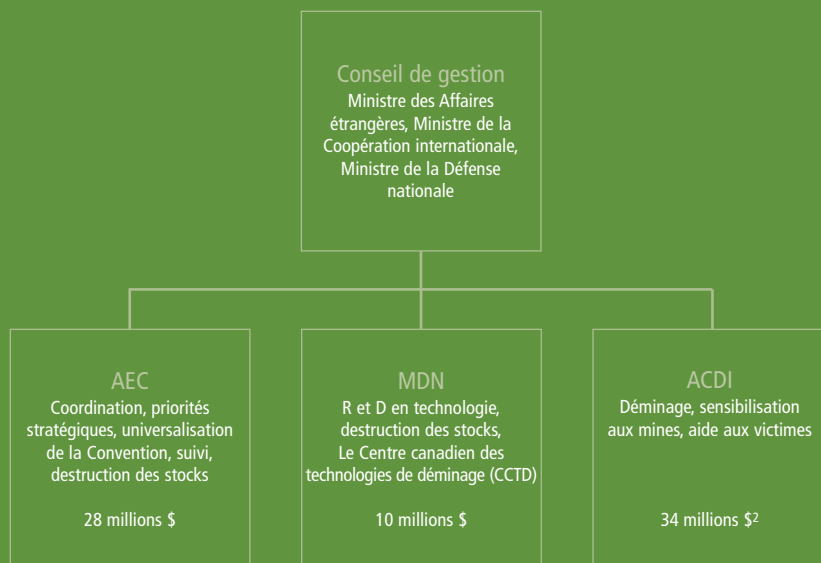 Conseil de gestion
Ministre des Affaires
étrangères, Ministre de la
Coopération internationale,
Ministre de la Défense
nationale
AEC
Coordination, priorités
stratégiques, universalisation
de la Convention, suivi,
destruction des stocks
28 millions $
MDN
R et D en technologie,
destruction des stocks,
Le Centre canadien des
technologies de déminage (CCTD)
10 millions $
ACDI
Déminage, sensibilisation
aux mines, aide aux victimes
34 millions $²